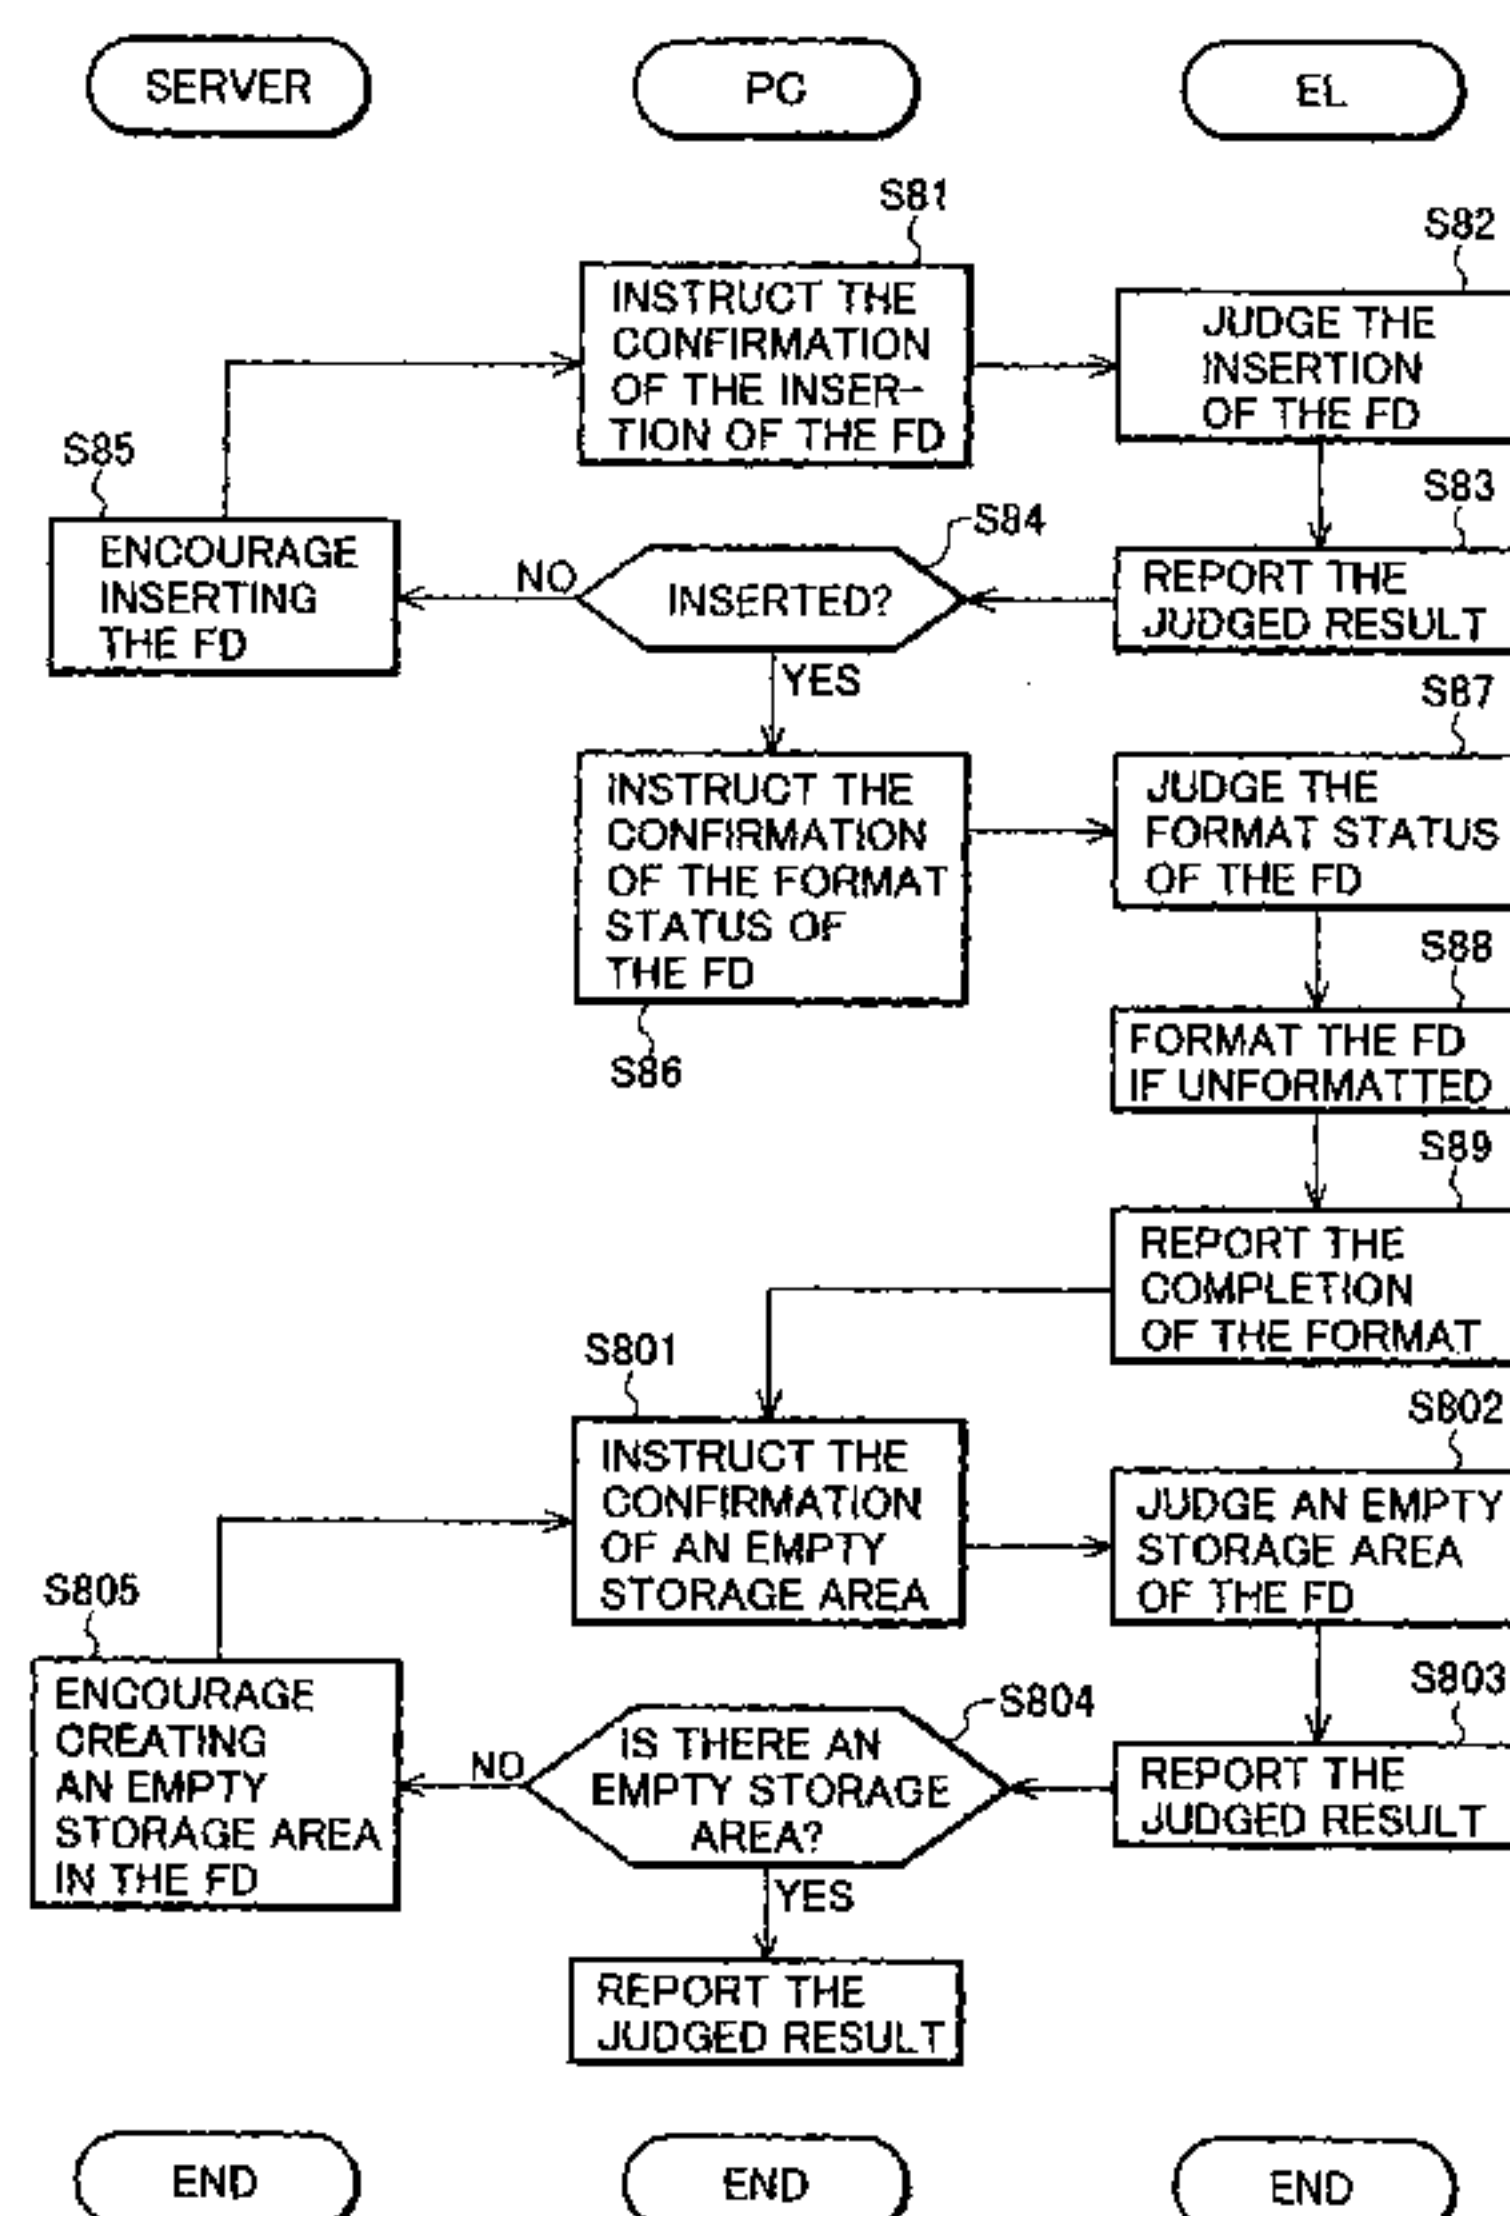 SERVER
PC
EL
S81
INSTRUCT THE
CONFIRMATION
OF THE INSER-
TION OF THE FD
S82
JUDGE THE
INSERTION
OF THE FD
S85
ENCOURAGE
INSERTING
THE FD
NO
S84
INSERTED?
YES
S83
REPORT THE
JUDGED RESULT
INSTRUCT THE
CONFIRMATION
OF THE FORMAT
STATUS OF
THE FD
S86
S87
JUDGE THE
FORMAT STATUS
OF THE FD
S88
FORMAT THE FD
IF UNFORMATTED
S89
REPORT THE
COMPLETION
OF THE FORMAT
S801
INSTRUCT THE
CONFIRMATION
OF AN EMPTY
STORAGE AREA
S802
JUDGE AN EMPTY
STORAGE AREA
OF THE FD
S805
ENCOURAGE
CREATING
AN EMPTY
STORAGE AREA
IN THE FD
NO
S804
IS THERE AN
EMPTY STORAGE
AREA?
YES
S803
REPORT THE
JUDGED RESULT
REPORT THE
JUDGED RESULT
END
END
END